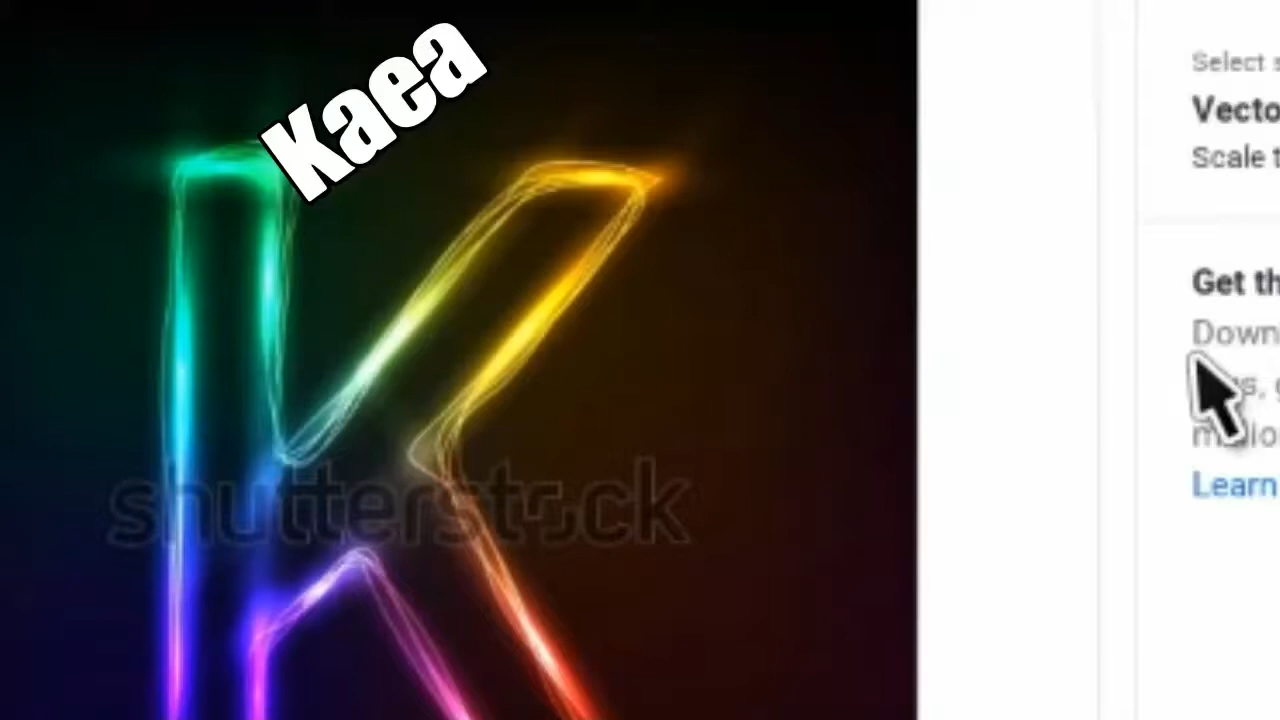 Kaea
K
shutterstock
Select
Vecto
Scale t
Get th
Down
Learn